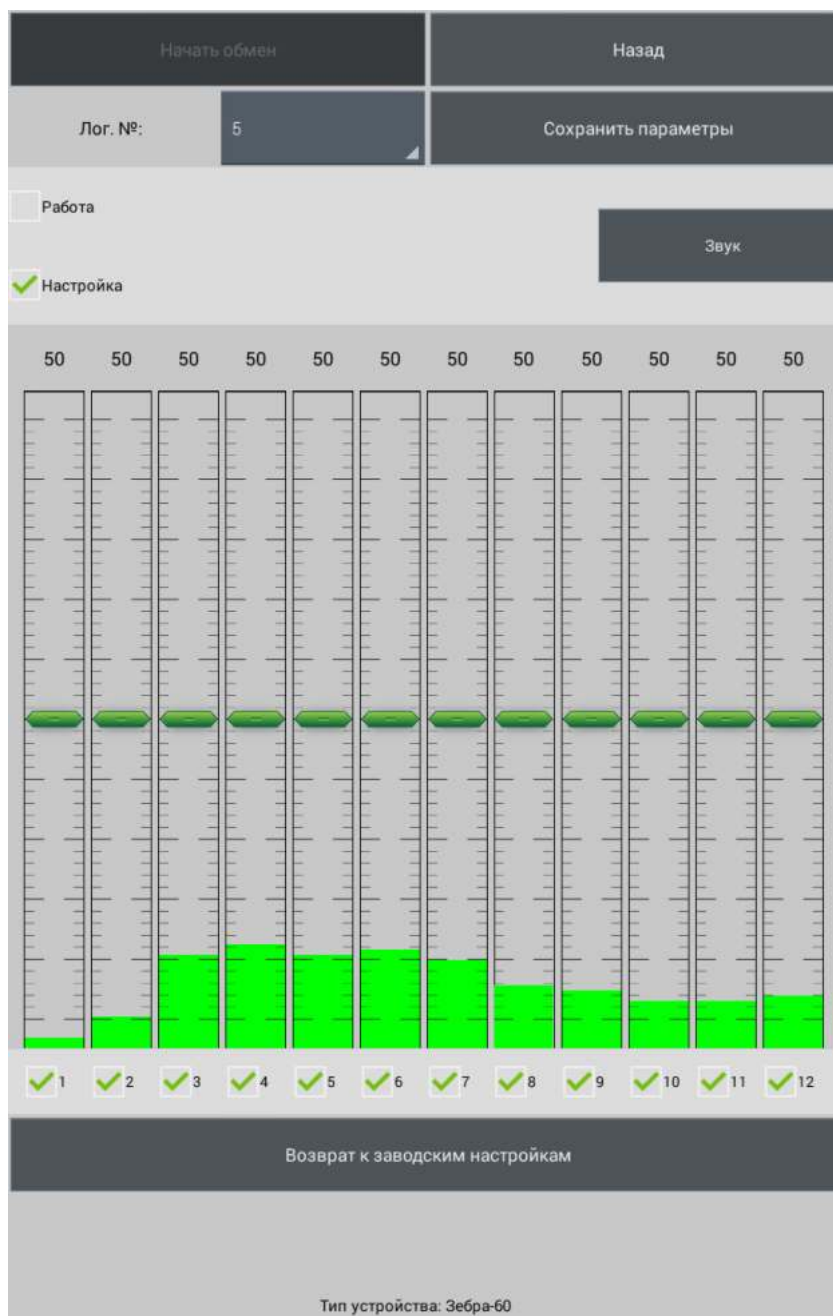 Начать обмен
Назад
Лог. №:
5
Сохранить параметры
Работа
Звук
Настройка
50 50 50 50 50 50 50 50 50 50 50 50
1 2 3 4 5 6 7 8 9 10 11 12
Возврат к заводским настройкам
Тип устройства: Зебра-60